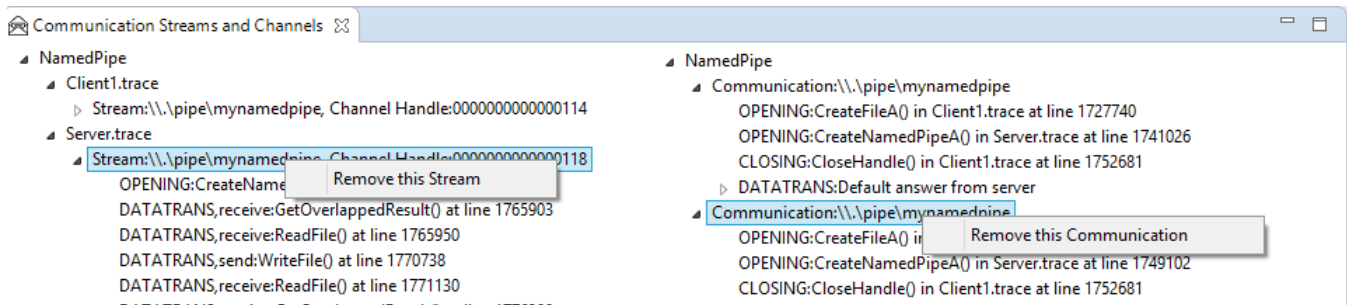 Communication Streams and Channels
NamedPipe
Client1.trace
Stream:\\.\pipe\mynamedpipe, Channel Handle:0000000000000114
Server.trace
Stream:\\.\pipe\mynamedpipe, Channel Handle:0000000000000118
Remove this Stream
OPENING:CreateName
DATATRANS,receive:GetOverlappedResult() at line 1765903
DATATRANS,receive:ReadFile() at line 1765950
DATATRANS,send:WriteFile() at line 1770738
DATATRANS,receive:ReadFile() at line 1771130
NamedPipe
Communication:\\.\pipe\mynamedpipe
OPENING:CreateFileA() in Client1.trace at line 1727740
OPENING:CreateNamedPipeA() in Server.trace at line 1741026
CLOSING:CloseHandle() in Client1.trace at line 1752681
DATATRANS:Default answer from server
Communication:\\.\pipe\mynamedpipe
Remove this Communication
OPENING:CreateFileA() i
OPENING:CreateNamedPipeA() in Server.trace at line 1749102
CLOSING:CloseHandle() in Client1.trace at line 1752681